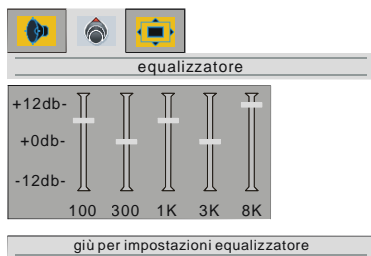 equalizzatore
+12db-
+0db-
-12db-
100 300 1K 3K 8K
giù per impostazioni equalizzatore